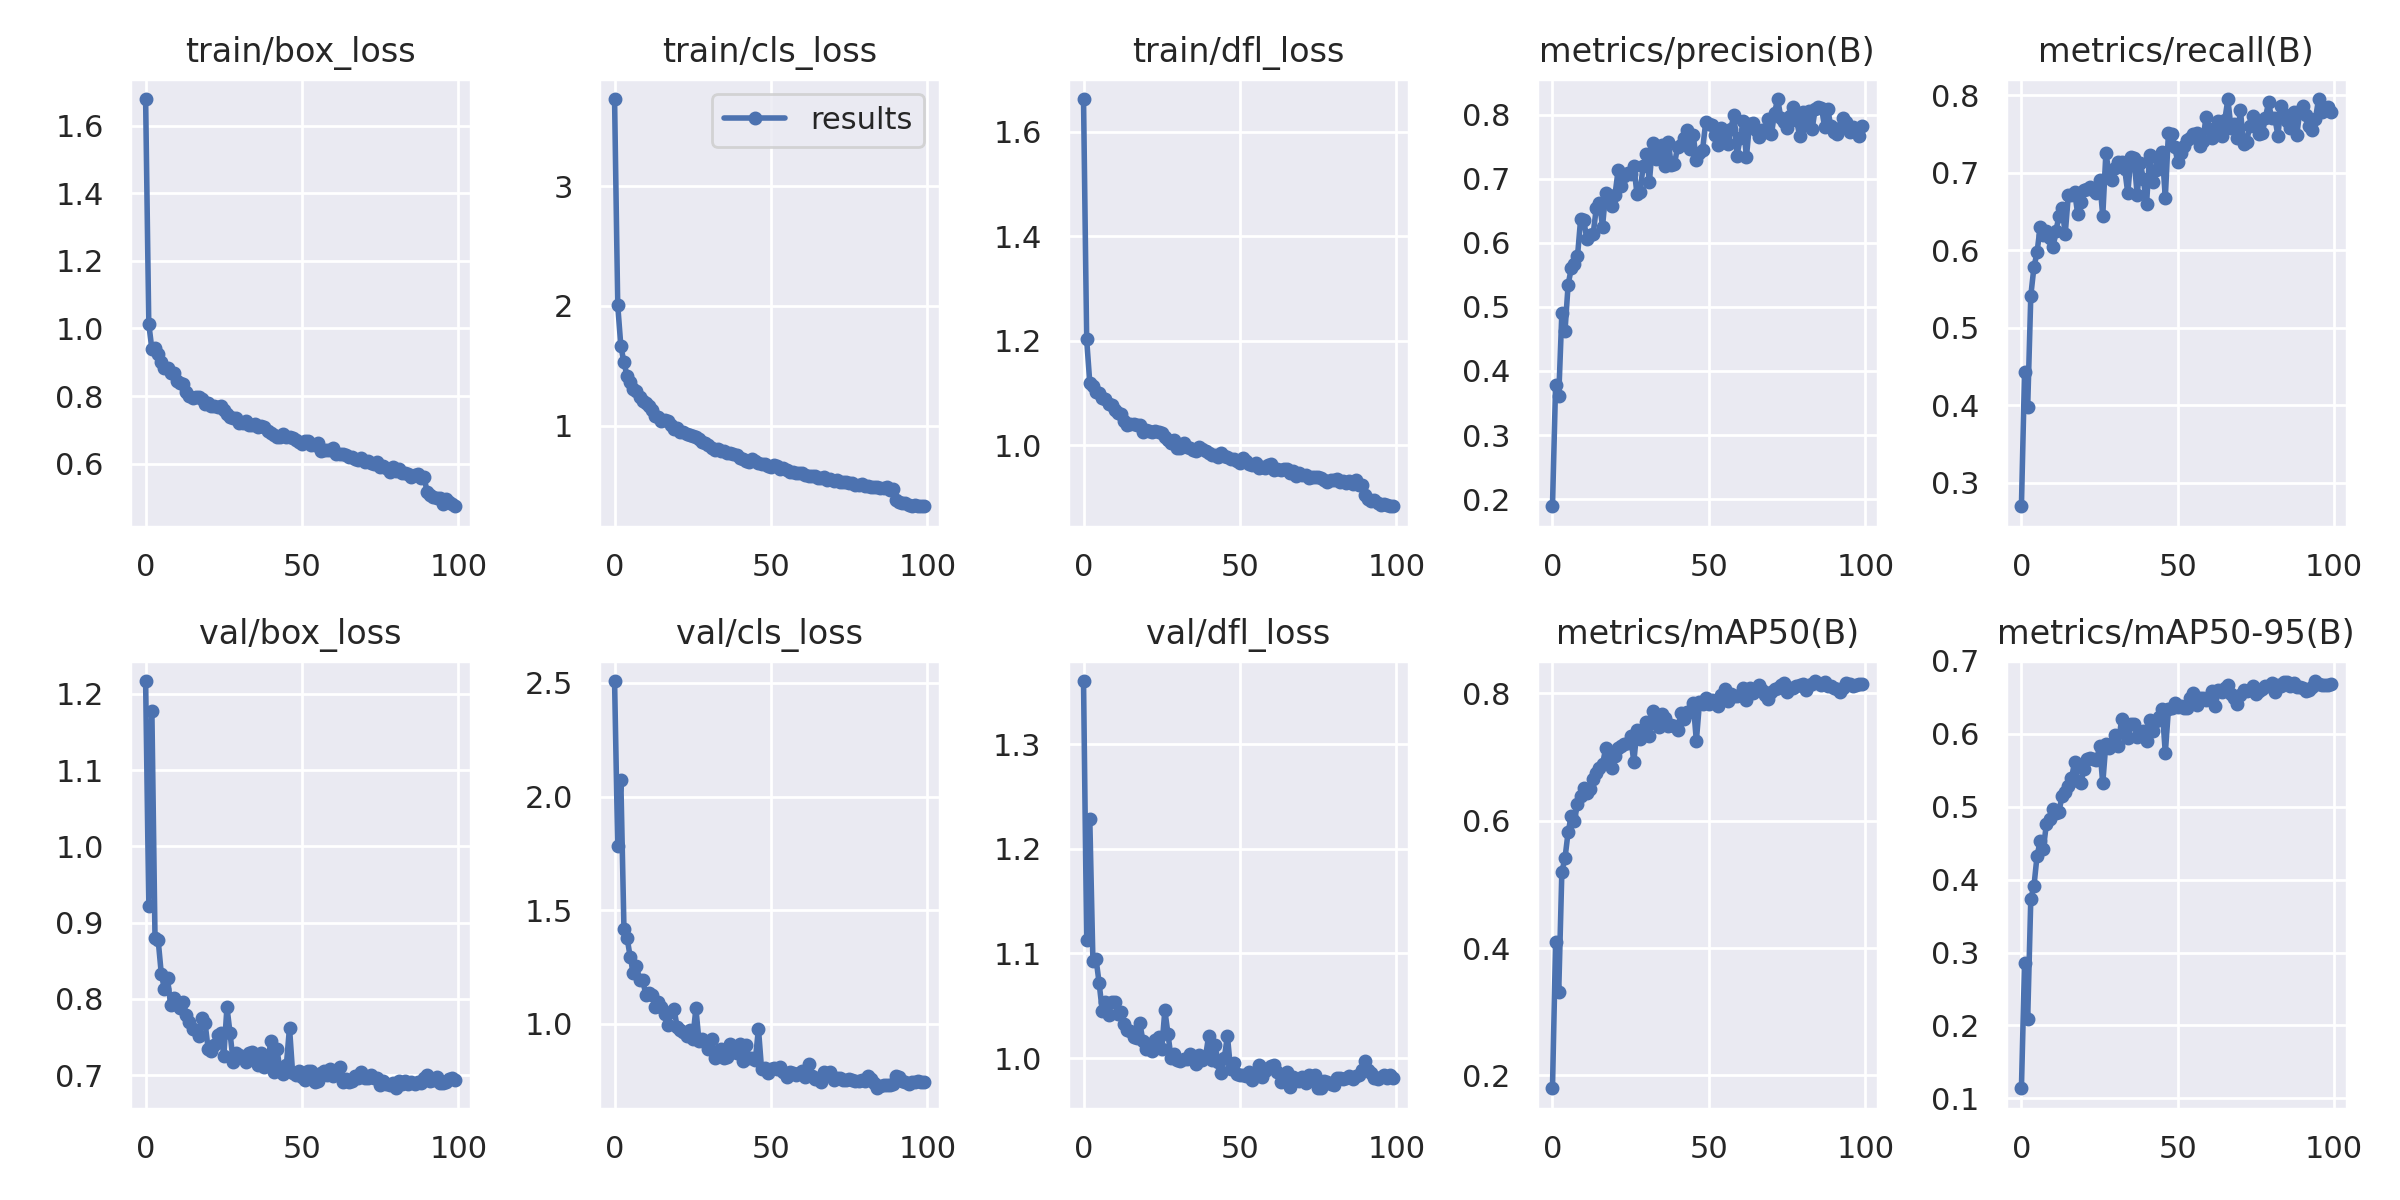 train/box_loss
1.6
1.4
1.2
1.0
0.8
0.6
0 50 100
train/cls_loss
results
3
2
1
0 50 100
train/dfl_loss
1.6
1.4
1.2
1.0
0 50 100
metrics/precision(B)
0.8
0.7
0.6
0.5
0.4
0.3
0.2
0 50 100
metrics/recall(B)
0.8
0.7
0.6
0.5
0.4
0.3
0 50 100
val/box_loss
1.2
1.1
1.0
0.9
0.8
0.7
0 50 100
val/cls_loss
2.5
2.0
1.5
1.0
0 50 100
val/dfl_loss
1.3
1.2
1.1
1.0
0 50 100
metrics/mAP50(B)
0.8
0.6
0.4
0.2
0 50 100
metrics/mAP50-95(B)
0.7
0.6
0.5
0.4
0.3
0.2
0.1
0 50 100